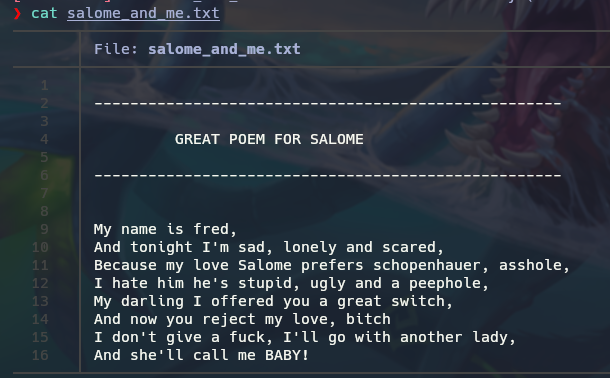 ❯ cat salome_and_me.txt
File: salome_and_me.txt
1
2 ----------------------------------------------------
3
4 GREAT POEM FOR SALOME
5
6 ----------------------------------------------------
7
8
9 My name is fred,
10 And tonight I'm sad, lonely and scared,
11 Because my love Salome prefers schopenhauer, asshole,
12 I hate him he's stupid, ugly and a peephole,
13 My darling I offered you a great switch,
14 And now you reject my love, bitch
15 I don't give a fuck, I'll go with another lady,
16 And she'll call me BABY!